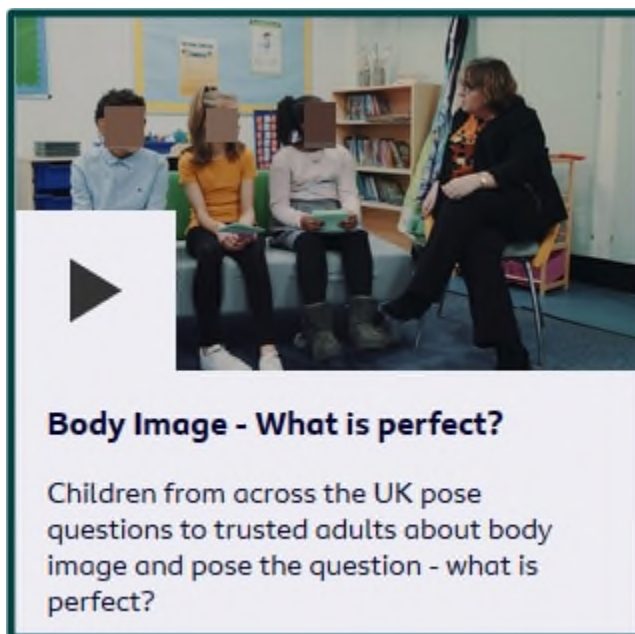 Body Image - What is perfect?
Children from across the UK pose
questions to trusted adults about body
image and pose the question - what is
perfect?